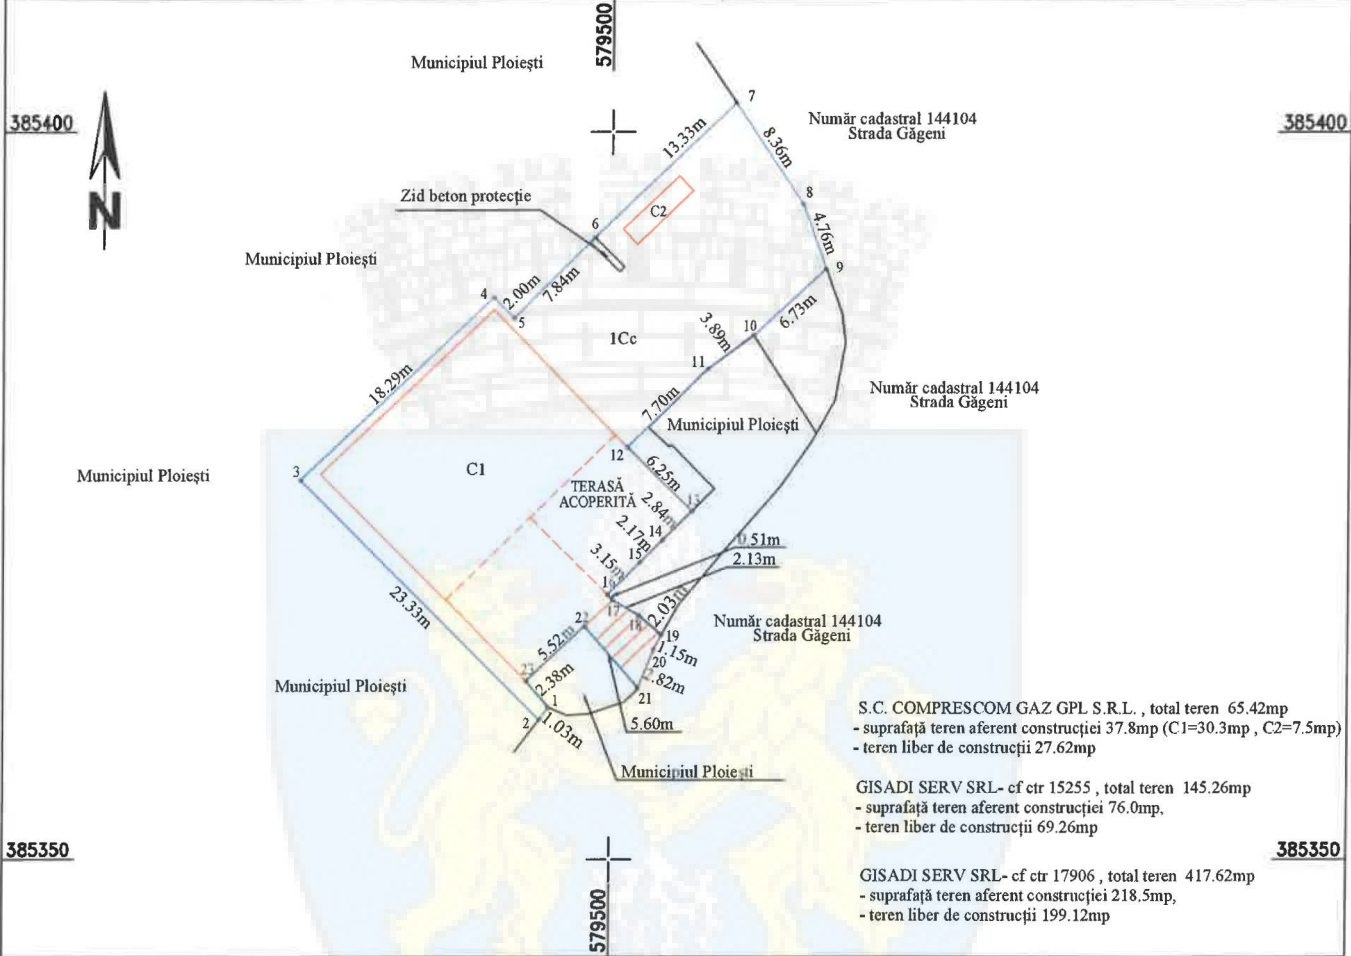 579500
Municipiul Ploiești
7
Număr cadastral 144104
Strada Găgeni
385400
385400
13.33m
8.36m
Zid beton protecție
N
8
C2
6
4.76m
Municipiul Ploiești
9
4
2.00m
7.84m
5
6.73m
10
3.89m
1Cc
11
18.29m
Număr cadastral 144104
Strada Găgeni
7.70m
Municipiul Ploiești
12
3
C1
Municipiul Ploiești
6.25m
TERASĂ
ACOPERITĂ
2.84m
13
2.17m
14
15
0.51m
3.15m
2.13m
16
23.33m
17
2.03m
22
18
19
Număr cadastral 144104
Strada Găgeni
5.52m
1.15m
20
23
2.38m
.82m
21
Municipiul Ploiești
1
2
1.03m
5.60m
Municipiul Ploiești
S.C. COMPRESCOM GAZ GPL S.R.L. , total teren 65.42mp
- suprafață teren aferent construcției 37.8mp (C1=30.3mp , C2=7.5mp)
- teren liber de construcții 27.62mp
GISADI SERV SRL- cf ctr 15255 , total teren 145.26mp
- suprafață teren aferent construcției 76.0mp,
- teren liber de construcții 69.26mp
385350
385350
GISADI SERV SRL- cf ctr 17906 , total teren 417.62mp
- suprafață teren aferent construcției 218.5mp,
- teren liber de construcții 199.12mp
579500